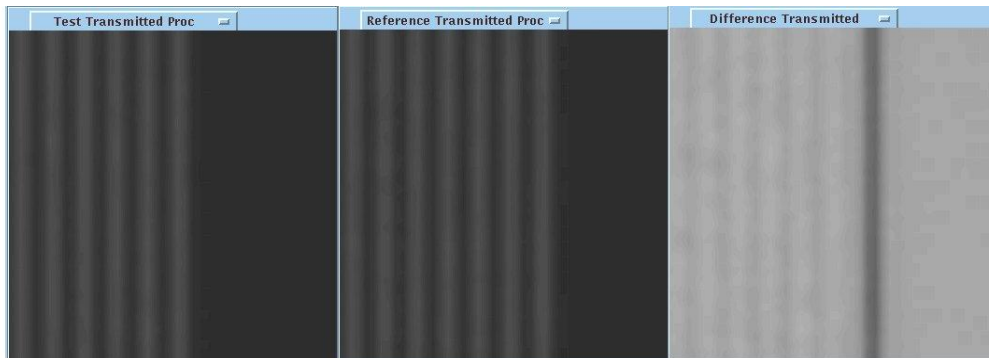 Test Transmitted Proc
Reference Transmitted Proc
Difference Transmitted